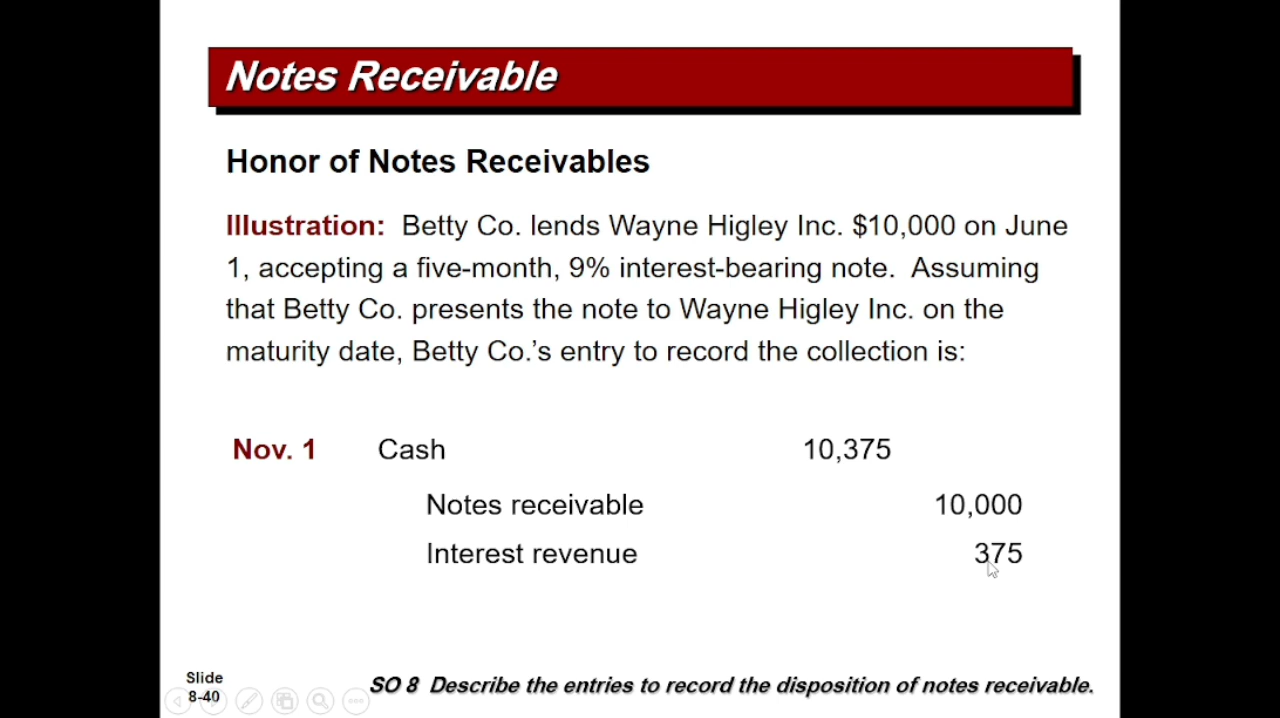 Notes Receivable
Honor of Notes Receivables
Illustration: Betty Co. lends Wayne Higley Inc. $10,000 on June
1, accepting a five-month, 9% interest-bearing note. Assuming
that Betty Co. presents the note to Wayne Higley Inc. on the
maturity date, Betty Co.’s entry to record the collection is:
Nov. 1 Cash 10,375
Notes receivable 10,000
Interest revenue 375
Slide
8-40
SO 8 Describe the entries to record the disposition of notes receivable.